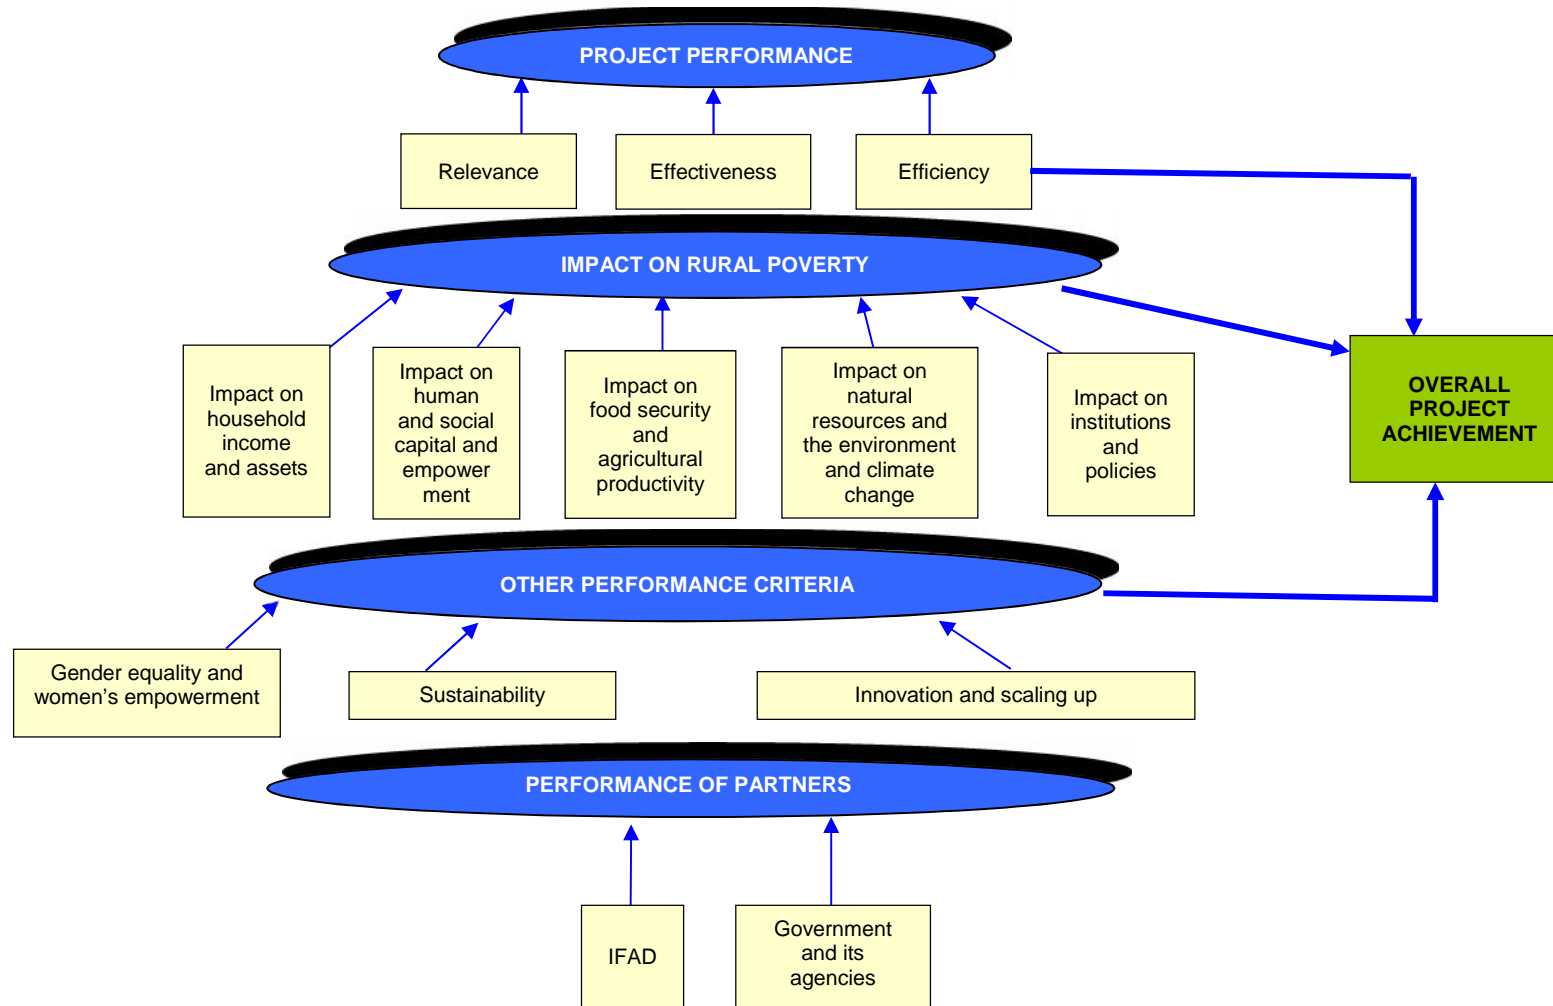 PROJECT PERFORMANCE
Relevance
Effectiveness
Efficiency
IMPACT ON RURAL POVERTY
Impact on
household
income
and assets
Impact on
human
and social
capital and
empower
ment
Impact on
food security
and
agricultural
productivity
Impact on
natural
resources and
the environment
and climate
change
Impact on
institutions
and
policies
OVERALL
PROJECT
ACHIEVEMENT
OTHER PERFORMANCE CRITERIA
Gender equality and
women’s empowerment
Sustainability
Innovation and scaling up
PERFORMANCE OF PARTNERS
IFAD
Government
and its
agencies